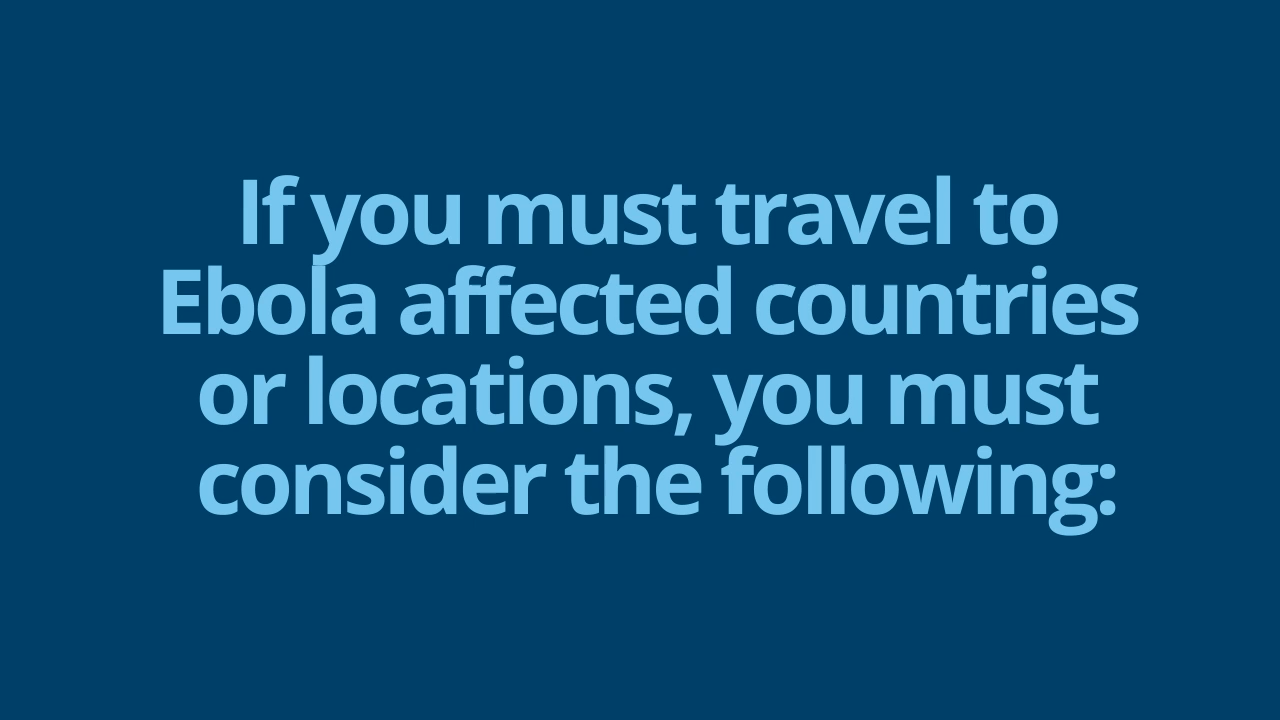 If you must travel to
Ebola affected countries
or locations, you must
consider the following: